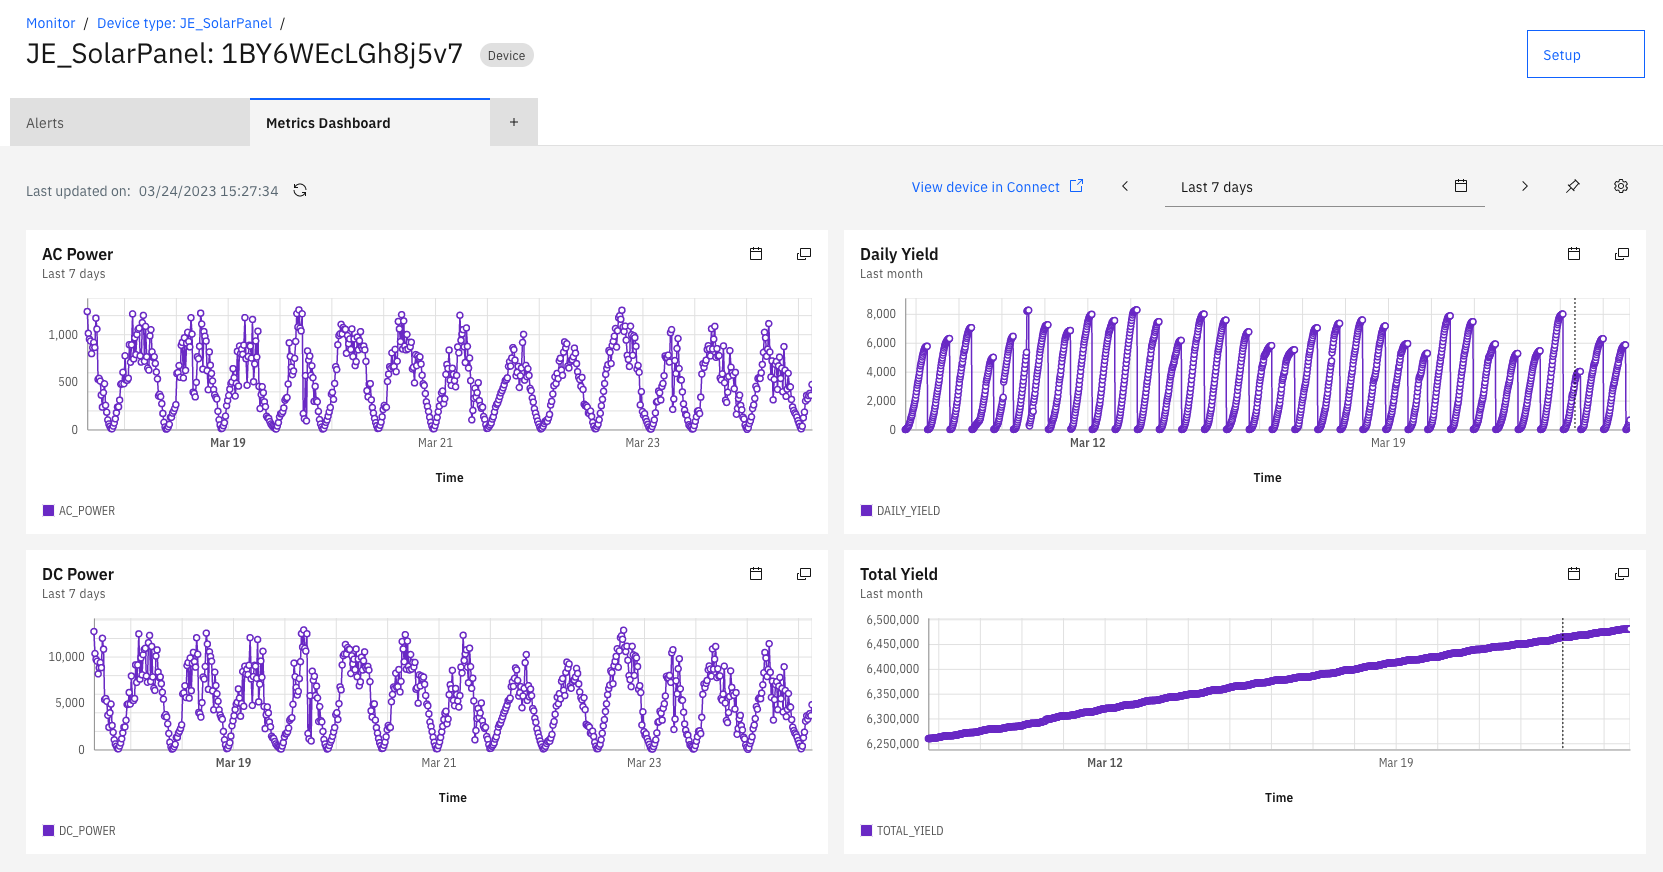 Monitor / Device type: JE_SolarPanel /
JE_SolarPanel: 1BY6WEcLGh8j5v7 Device
Setup
Alerts
Metrics Dashboard
+
Last updated on: 03/24/2023 15:27:34
View device in Connect
Last 7 days
AC Power
Last 7 days
1,000
500
0
Mar 19
Mar 21
Mar 23
Time
AC_POWER
Daily Yield
Last month
8,000
6,000
4,000
2,000
0
Mar 12
Mar 19
Time
DAILY_YIELD
DC Power
Last 7 days
10,000
5,000
0
Mar 19
Mar 21
Mar 23
Time
DC_POWER
Total Yield
Last month
6,500,000
6,450,000
6,400,000
6,350,000
6,300,000
6,250,000
Mar 12
Mar 19
Time
TOTAL_YIELD